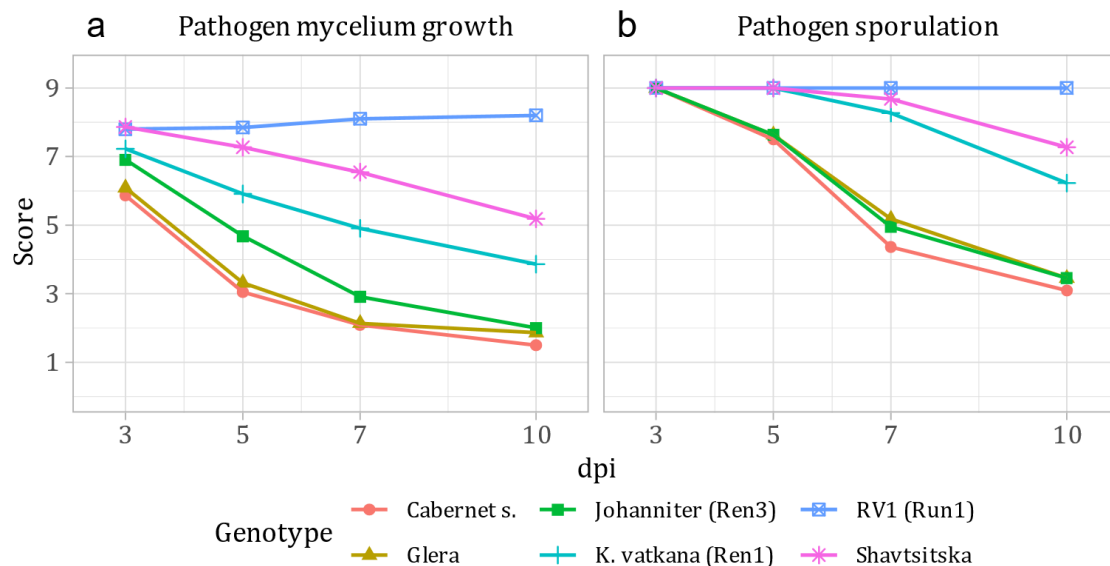 a Pathogen mycelium growth
b Pathogen sporulation
Score
9
7
5
3
1
3 5 7 10
3 5 7 10
dpi
Genotype
Cabernet s.
Johanniter (Ren3)
RV1 (Run1)
Glera
K. vatkana (Ren1)
Shavtsitska